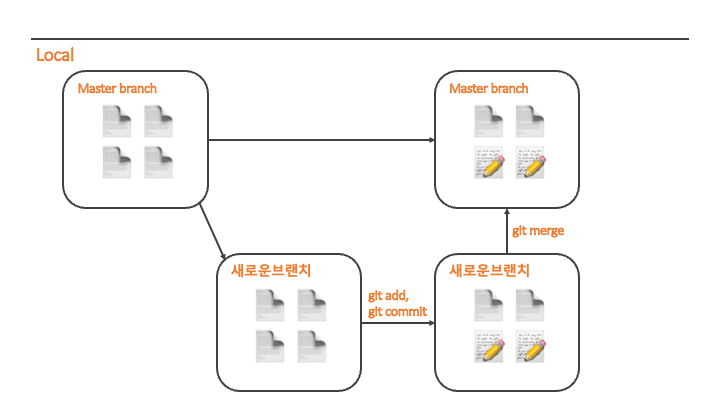 Local
Master branch
Master branch
git merge
새로운브랜치
새로운브랜치
git add,
git commit